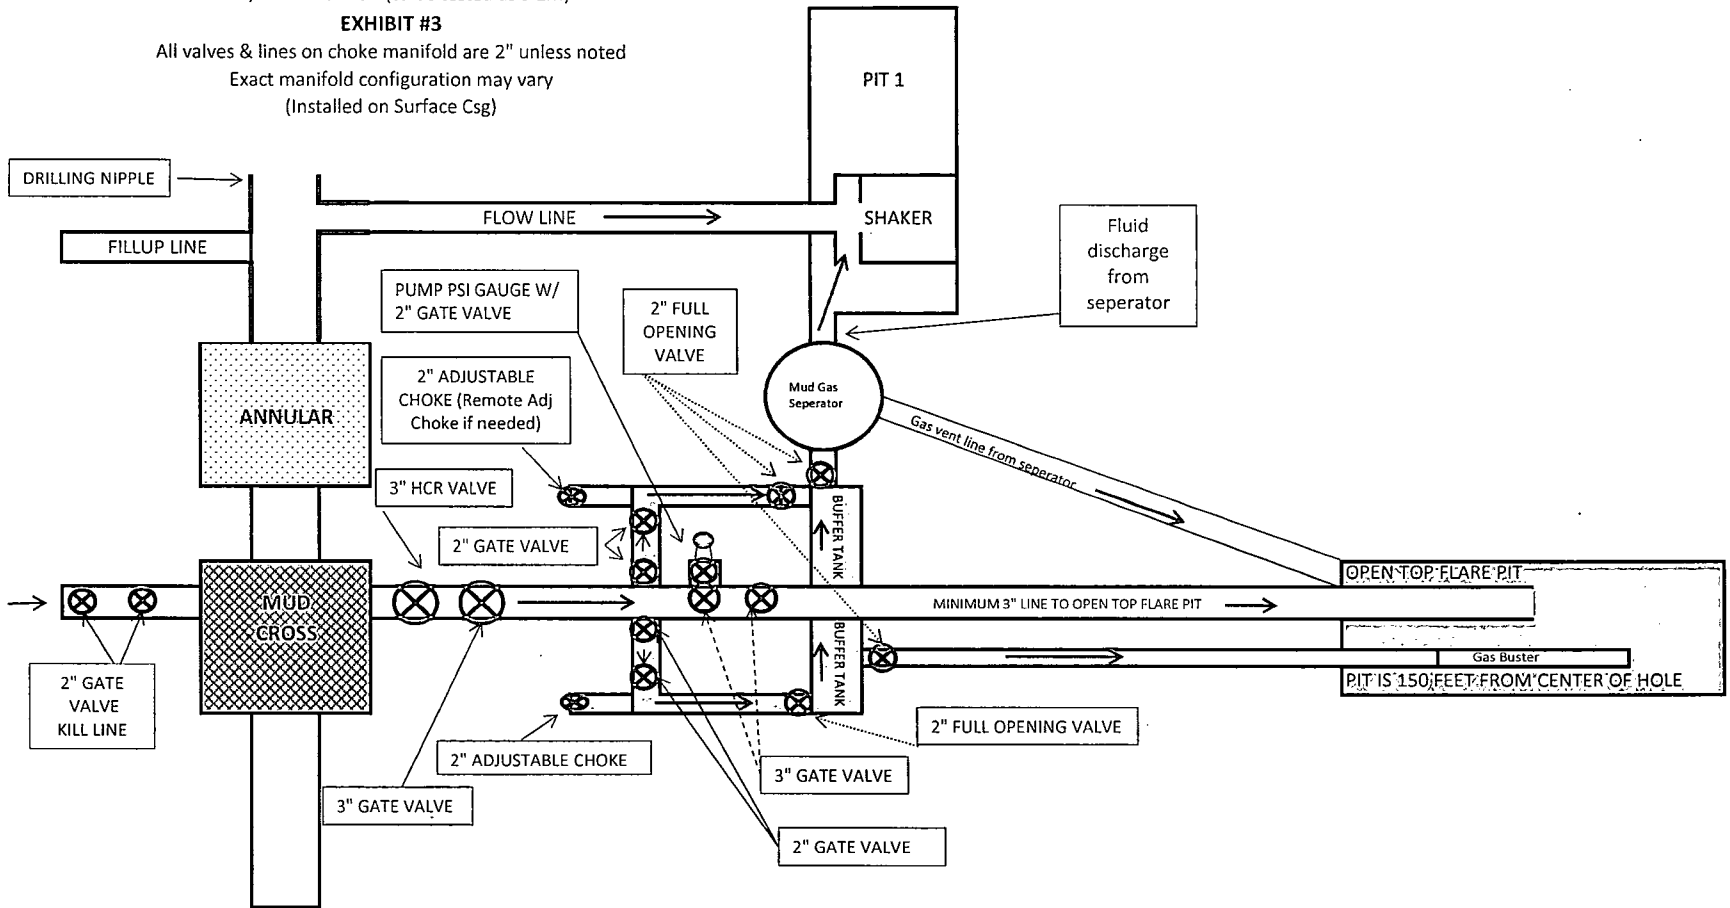 EXHIBIT #3
All valves & lines on choke manifold are 2" unless noted
Exact manifold configuration may vary
(Installed on Surface Csg)
PIT 1
DRILLING NIPPLE
FLOW LINE
SHAKER
FILLUP LINE
Fluid
discharge
from
seperator
PUMP PSI GAUGE W/
2" GATE VALVE
2" FULL
OPENING
VALVE
2" ADJUSTABLE
CHOKE (Remote Adj
Choke if needed)
Mud Gas
Seperator
ANNULAR
Gas vent line from seperator
3" HCR VALVE
2" GATE VALVE
BUFFER TANK
OPEN TOP FLARE PIT
MUD
CROSS
MINIMUM 3" LINE TO OPEN TOP FLARE PIT
BUFFER TANK
Gas Buster
PIT IS 150 FEET FROM CENTER OF HOLE
2" GATE
VALVE
KILL LINE
2" FULL OPENING VALVE
2" ADJUSTABLE CHOKE
3" GATE VALVE
3" GATE VALVE
2" GATE VALVE